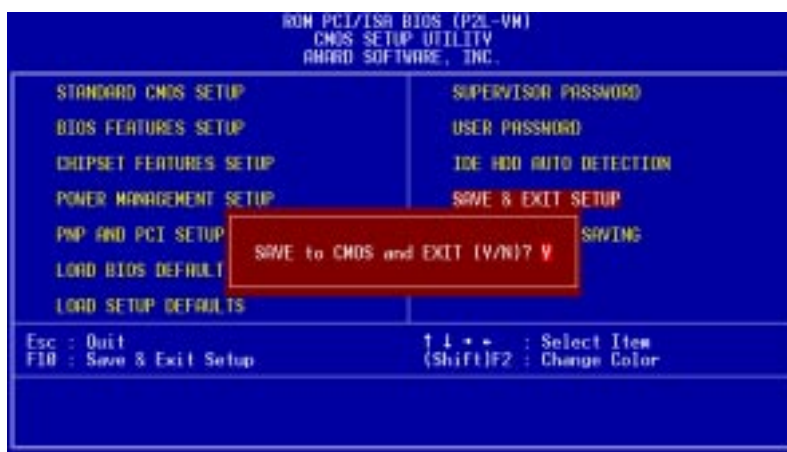 ROM PCI/ISA BIOS (P2L-VM)
CMOS SETUP UTILITY
AWARD SOFTWARE, INC.
STANDARD CMOS SETUP
BIOS FEATURES SETUP
CHIPSET FEATURES SETUP
POWER MANAGEMENT SETUP
PNP AND PCI SETUP
LOAD BIOS DEFAULT
LOAD SETUP DEFAULTS
SUPERVISOR PASSWORD
USER PASSWORD
IDE HDD AUTO DETECTION
SAVE & EXIT SETUP
SAVING
SAVE to CMOS and EXIT (Y/N)? Y
Esc : Quit
F10 : Save & Exit Setup
↑ ↓ → ← : Select Item
(Shift)F2 : Change Color